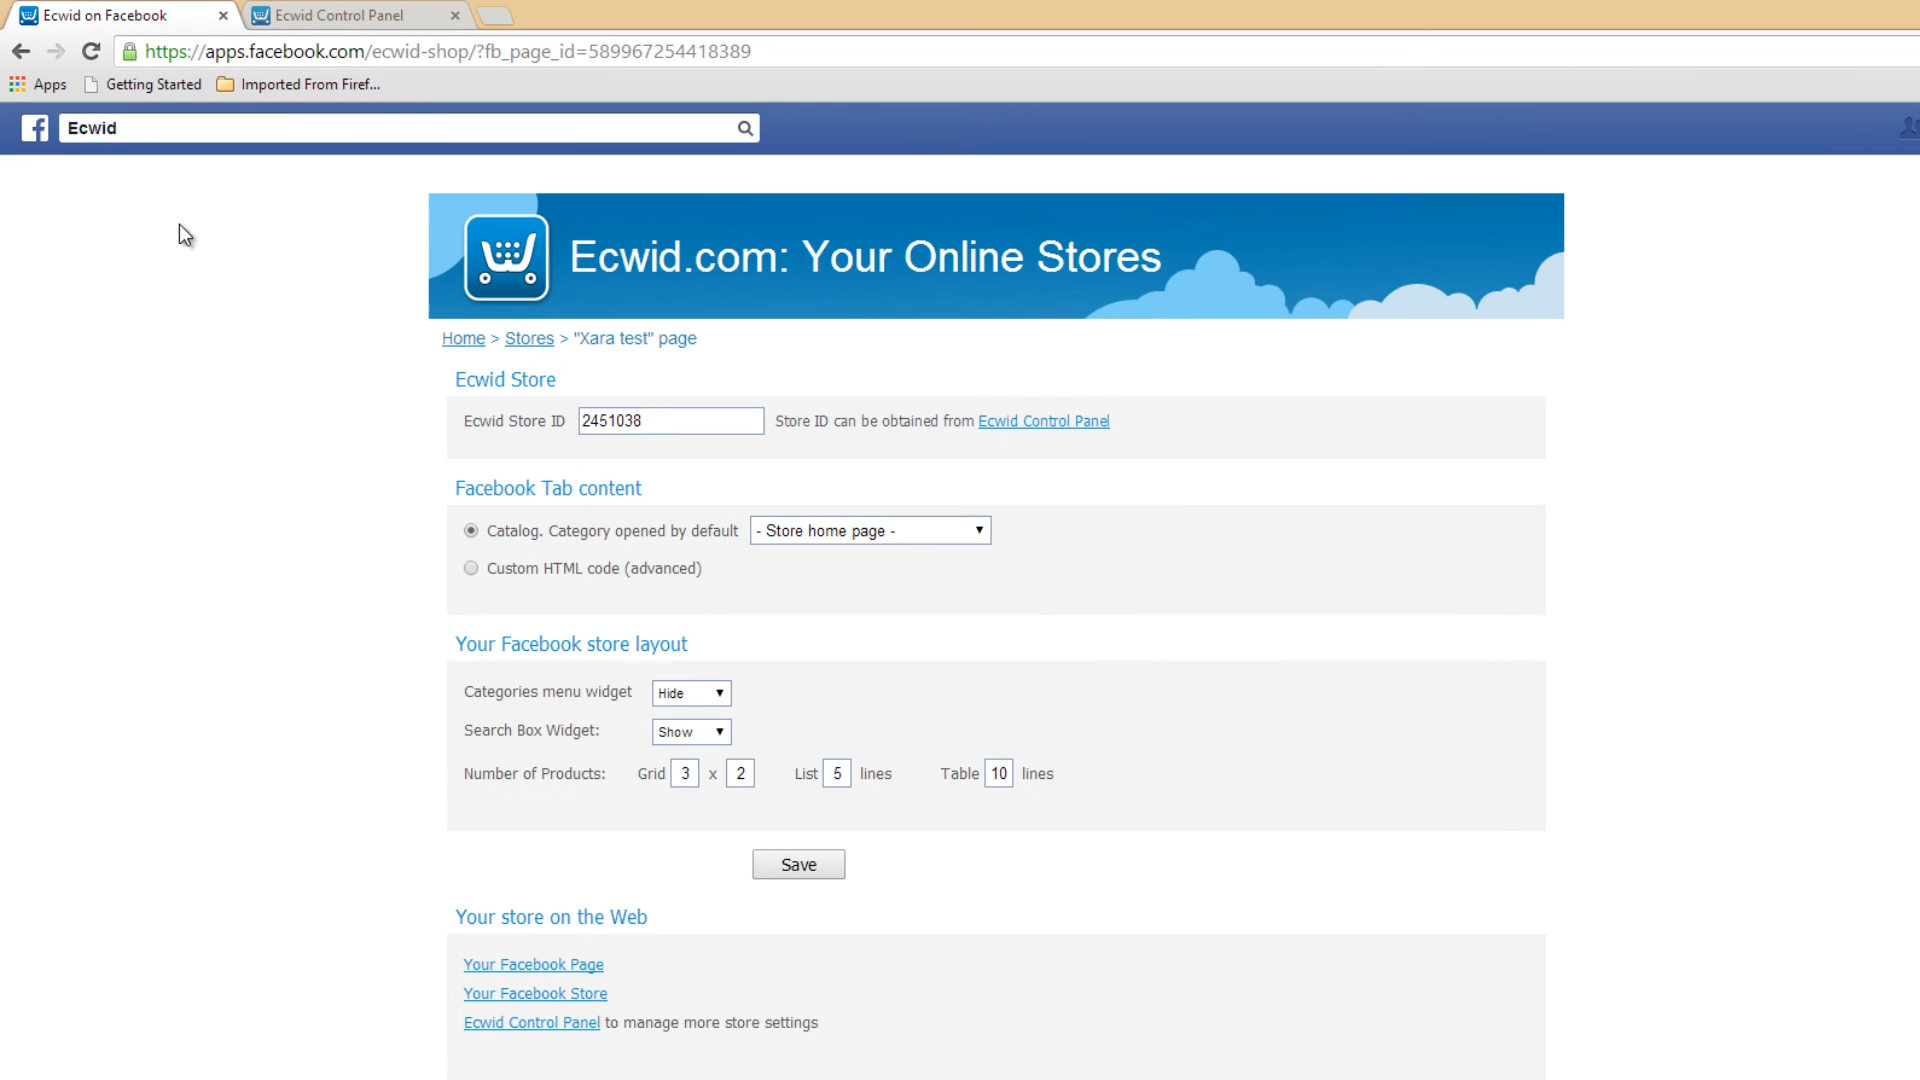 Ecwid on Facebook
Ecwid Control Panel
https://apps.facebook.com/ecwid-shop/?fb_page_id=589967254418389
Apps Getting Started Imported From Firef...
Ecwid
Ecwid.com: Your Online Stores
Home > Stores > "Xara test" page
Ecwid Store
Ecwid Store ID 2451038 Store ID can be obtained from Ecwid Control Panel
Facebook Tab content
Catalog. Category opened by default - Store home page -
Custom HTML code (advanced)
Your Facebook store layout
Categories menu widget Hide
Search Box Widget: Show
Number of Products: Grid 3 x 2 List 5 lines Table 10 lines
Save
Your store on the Web
Your Facebook Page
Your Facebook Store
Ecwid Control Panel to manage more store settings